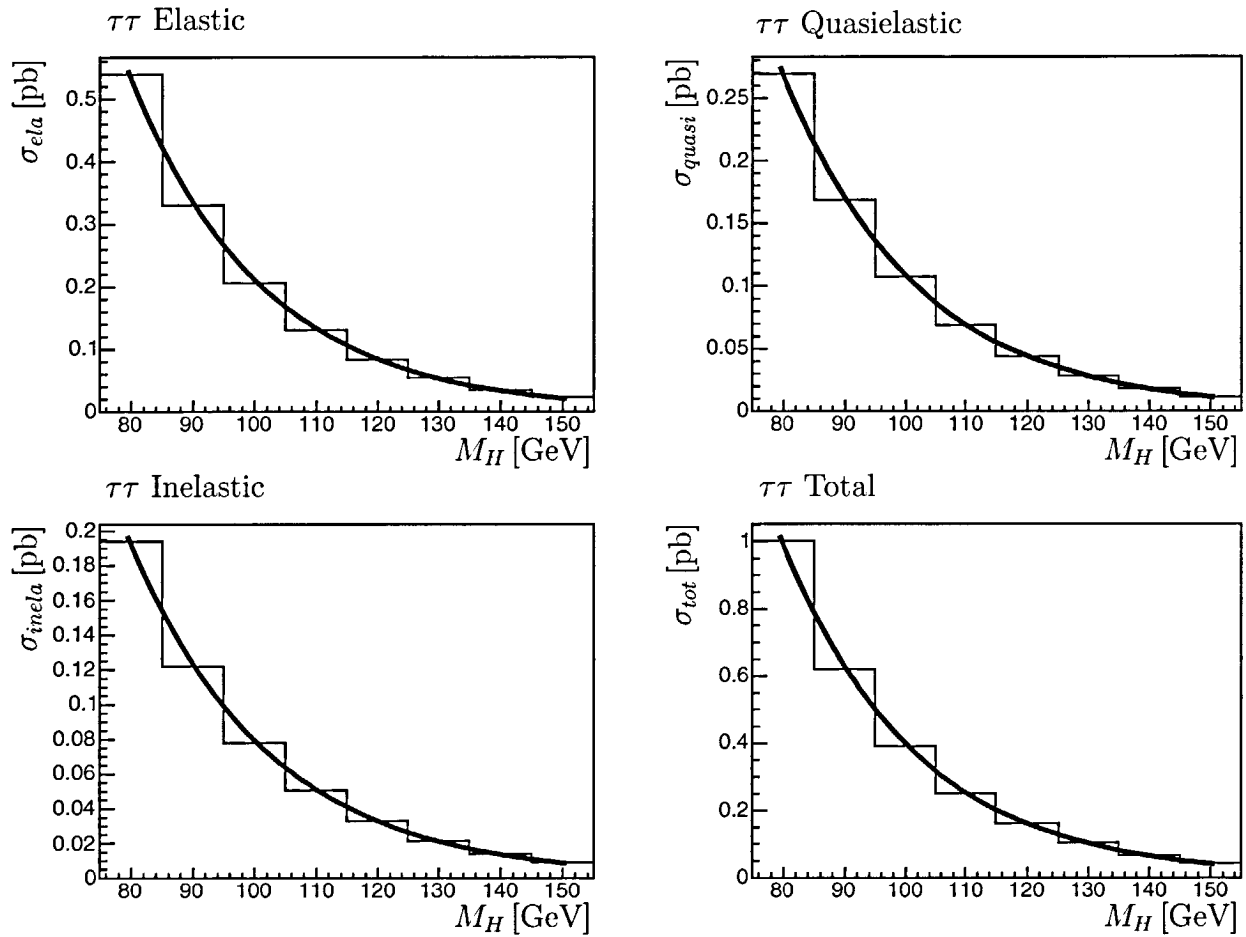 ττ Elastic
σ_ela [pb]
0.5
0.4
0.3
0.2
0.1
0
80 90 100 110 120 130 140 150
M_H [GeV]
ττ Quasielastic
σ_quasi [pb]
0.25
0.2
0.15
0.1
0.05
0
80 90 100 110 120 130 140 150
M_H [GeV]
ττ Inelastic
σ_inela [pb]
0.2
0.18
0.16
0.14
0.12
0.1
0.08
0.06
0.04
0.02
0
80 90 100 110 120 130 140 150
M_H [GeV]
ττ Total
σ_tot [pb]
1
0.8
0.6
0.4
0.2
0
80 90 100 110 120 130 140 150
M_H [GeV]